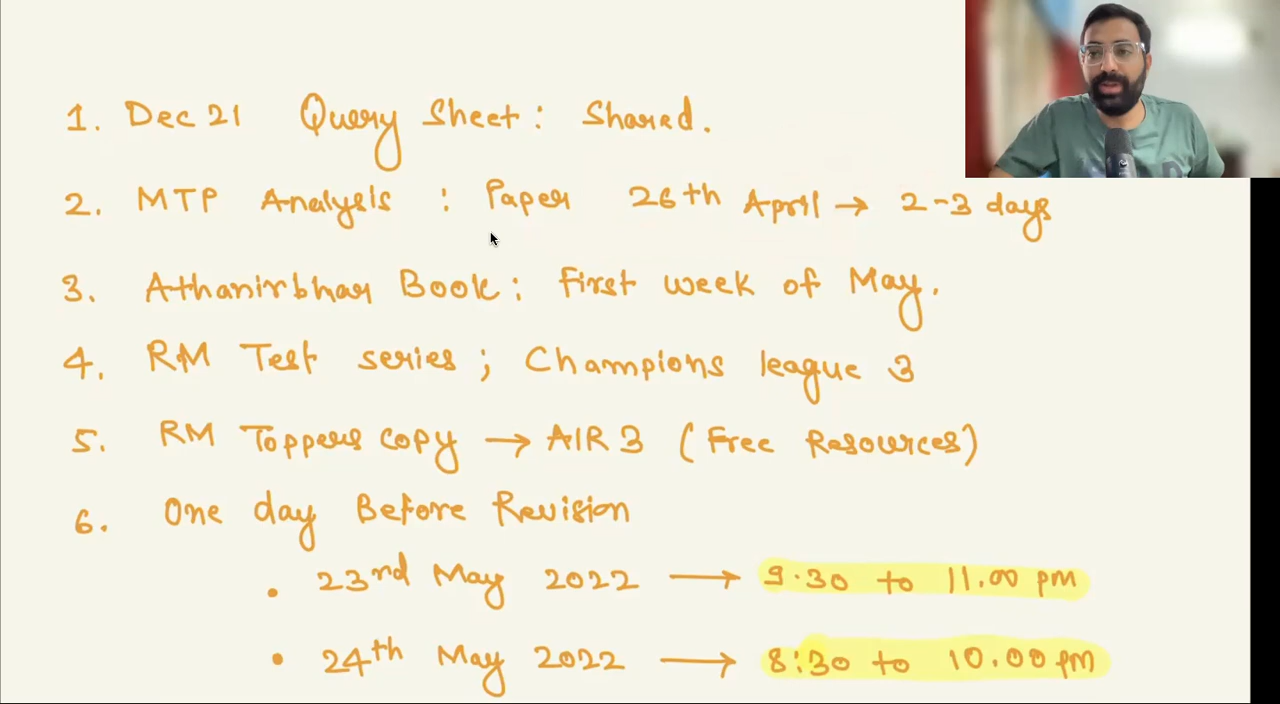 1. Dec 21 Query Sheet : Shared.
2. MTP Analysis : Paper 26th April → 2-3 days
3. Athanirbhar Book : First week of May.
4. RM Test series ; Champions league 3
5. RM Toppers copy → AIR 3 (Free Resources)
6. One day Before Revision
• 23rd May 2022 → 9.30 to 11.00 pm
• 24th May 2022 → 8:30 to 10.00 pm